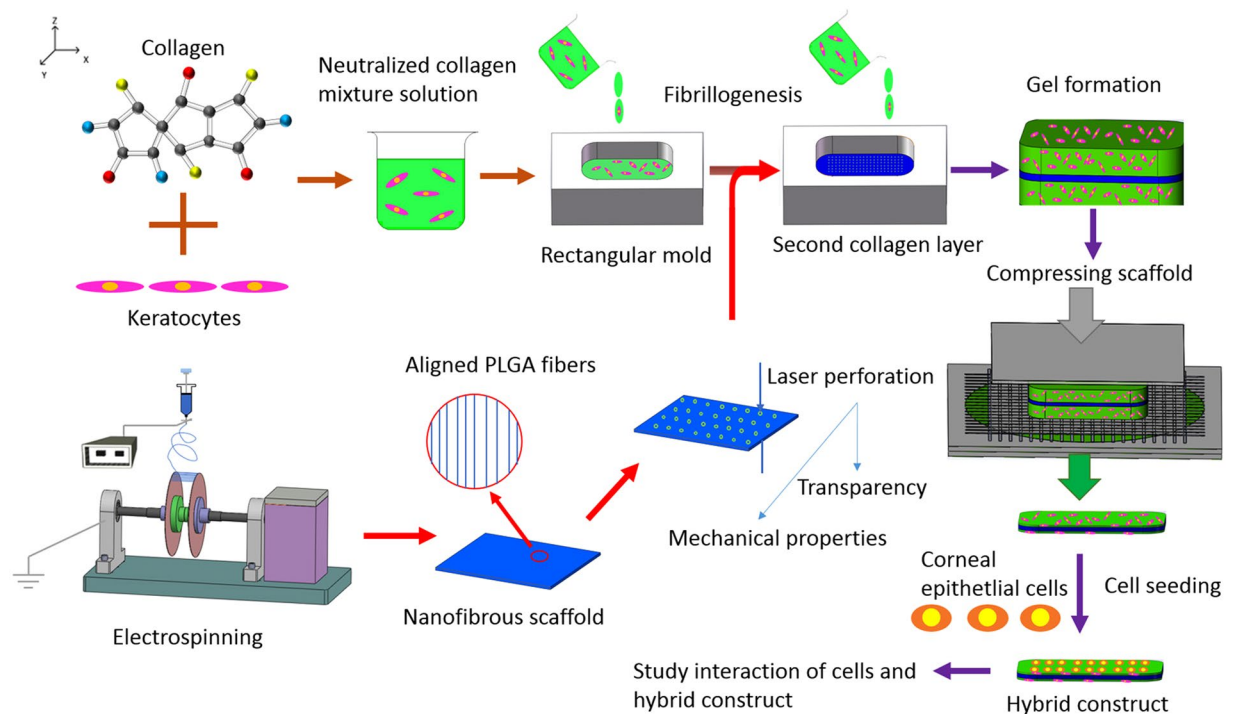 Z
X
Y
Collagen
Neutralized collagen
mixture solution
Fibrillogenesis
Gel formation
Rectangular mold
Second collagen layer
Compressing scaffold
Keratocytes
Aligned PLGA fibers
Laser perforation
Transparency
Mechanical properties
Nanofibrous scaffold
Electrospinning
Corneal
epithetlial cells
Cell seeding
Study interaction of cells and
hybrid construct
Hybrid construct